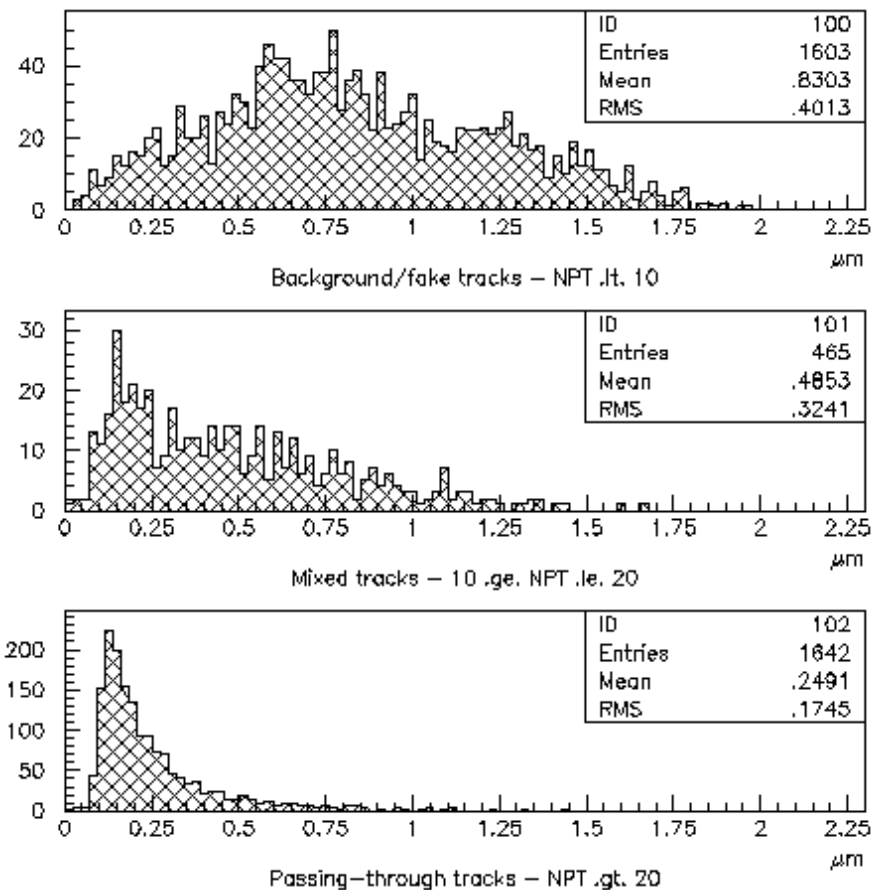 ID 100
Entries 1603
Mean .8303
RMS .4013
40
20
0
0 0.25 0.5 0.75 1 1.25 1.5 1.75 2 2.25
μm
Background/fake tracks – NPT .lt. 10
ID 101
Entries 465
Mean .4853
RMS .3241
30
20
10
0
0 0.25 0.5 0.75 1 1.25 1.5 1.75 2 2.25
μm
Mixed tracks – 10 .ge. NPT .le. 20
ID 102
Entries 1642
Mean .2491
RMS .1745
200
150
100
50
0
0 0.25 0.5 0.75 1 1.25 1.5 1.75 2 2.25
μm
Passing–through tracks – NPT .gt. 20